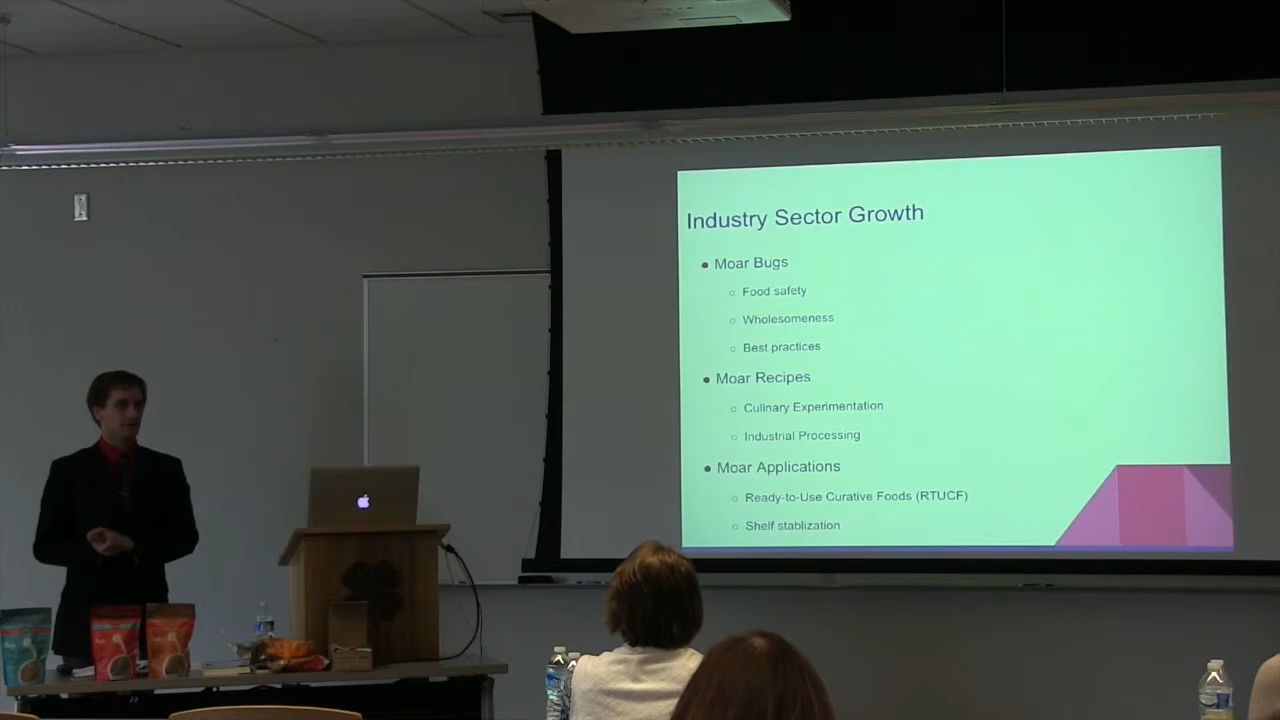 Industry Sector Growth
● Moar Bugs
○ Food safety
○ Wholesomeness
○ Best practices
● Moar Recipes
○ Culinary Experimentation
○ Industrial Processing
● Moar Applications
○ Ready-to-Use Curative Foods (RTUCF)
○ Shelf stablization